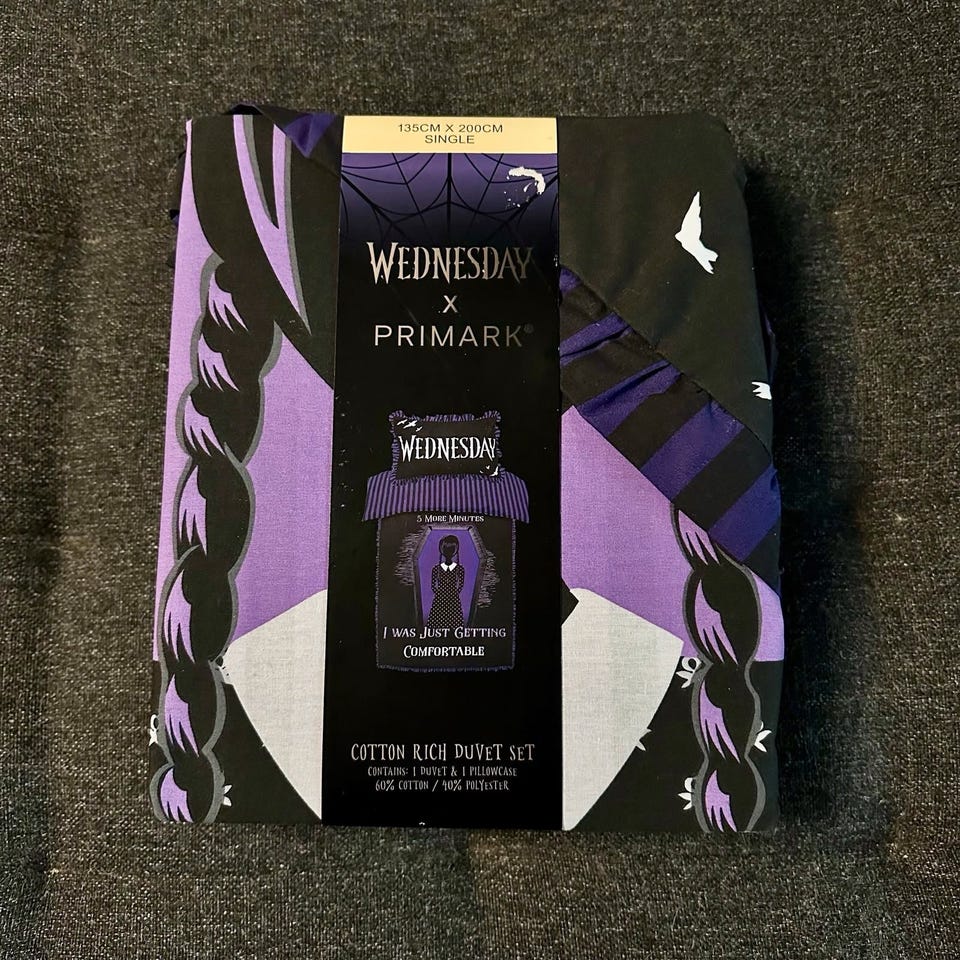 135CM X 200CM
SINGLE
WEDNESDAY
X
PRIMARK®
WEDNESDAY
5 MORE MINUTES
I WAS JUST GETTING
COMFORTABLE
COTTON RICH DUVET SET
CONTAINS: 1 DUVET & 1 PILLOWCASE
60% COTTON / 40% POLYESTER